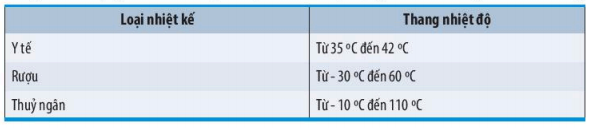 Loại nhiệt kế Thang nhiệt độ
Y tế Từ 35 ºC đến 42 ºC
Rượu Từ - 30 ºC đến 60 ºC
Thuỷ ngân Từ - 10 ºC đến 110 ºC